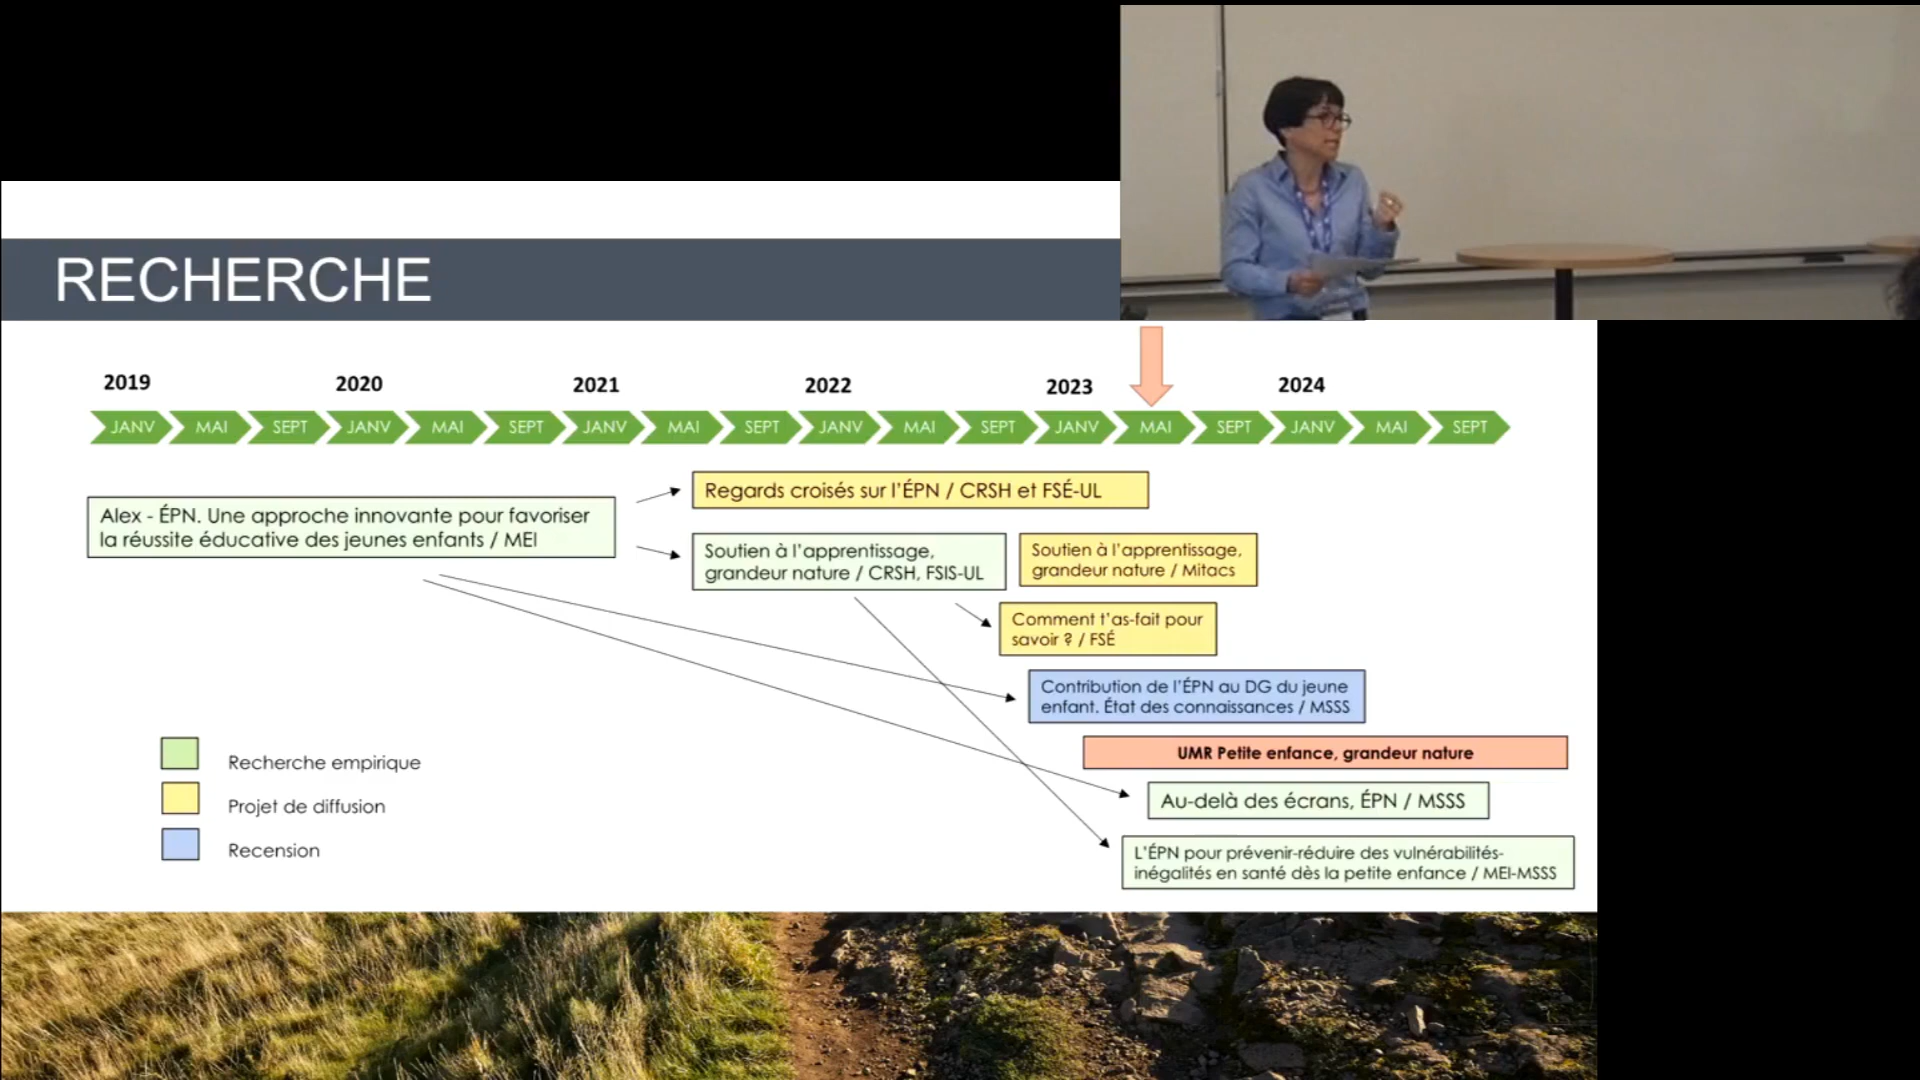 RECHERCHE
2019 2020 2021 2022 2023 2024
JANV MAI SEPT JANV MAI SEPT JANV MAI SEPT JANV MAI SEPT JANV MAI SEPT JANV MAI SEPT
Regards croisés sur l'ÉPN / CRSH et FSÉ-UL
Alex - ÉPN. Une approche innovante pour favoriser
la réussite éducative des jeunes enfants / MEI
Soutien à l'apprentissage,
grandeur nature / CRSH, FSIS-UL
Soutien à l'apprentissage,
grandeur nature / Mitacs
Comment t'as-fait pour
savoir ? / FSÉ
Contribution de l'ÉPN au DG du jeune
enfant. État des connaissances / MSSS
UMR Petite enfance, grandeur nature
Au-delà des écrans, ÉPN / MSSS
L'ÉPN pour prévenir-réduire des vulnérabilités-
inégalités en santé dès la petite enfance / MEI-MSSS
Recherche empirique
Projet de diffusion
Recension